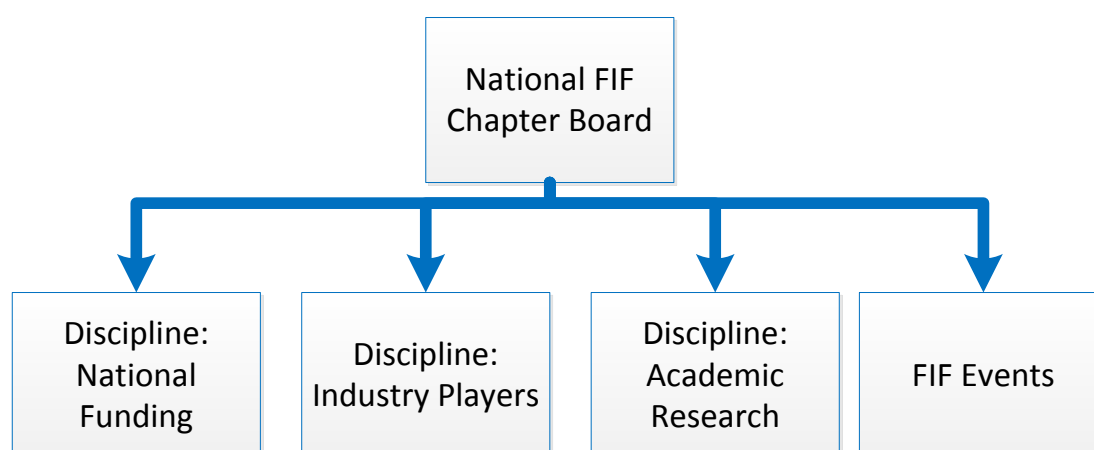 National FIF
Chapter Board
Discipline:
National
Funding
Discipline:
Industry Players
Discipline:
Academic
Research
FIF Events